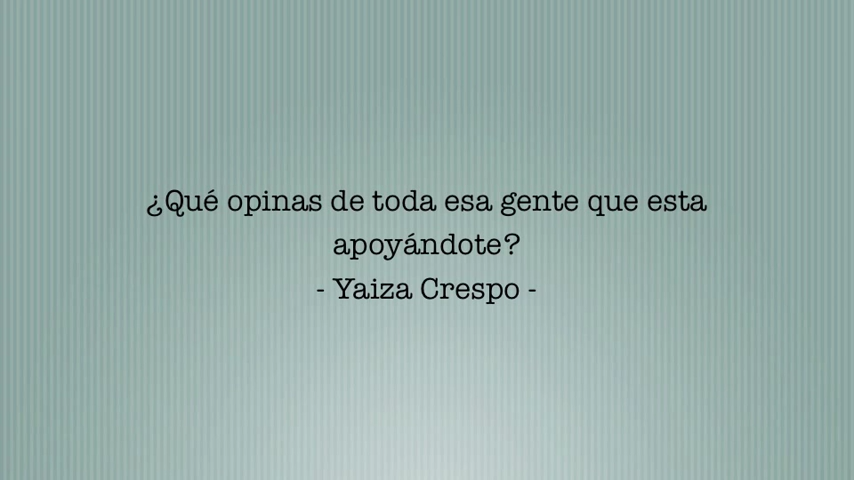 ¿Qué opinas de toda esa gente que esta
apoyándote?
- Yaiza Crespo -